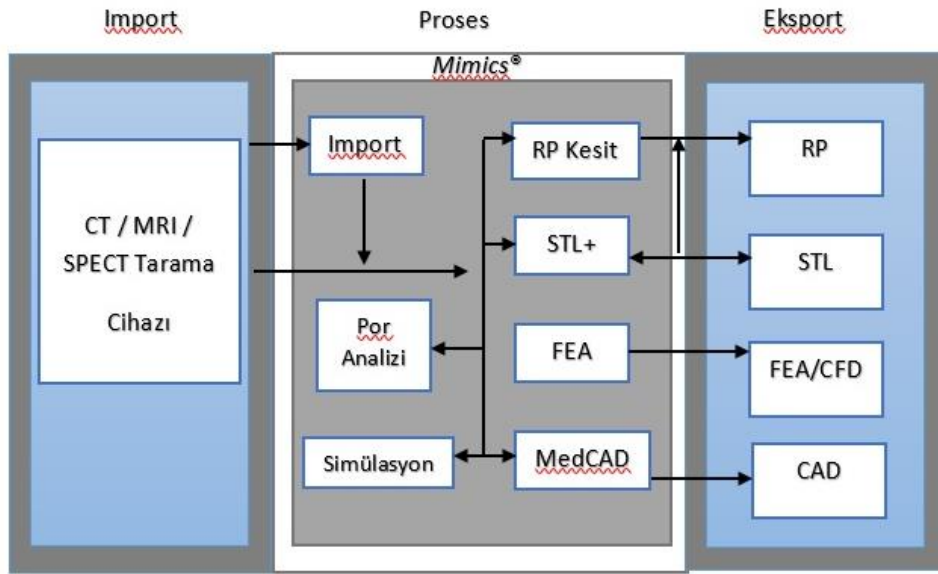 Import
Proses
Eksport
Mimics®
CT / MRI /
SPECT Tarama
Cihazı
Import
Por
Analizi
Simülasyon
RP Kesit
STL+
FEA
MedCAD
RP
STL
FEA/CFD
CAD